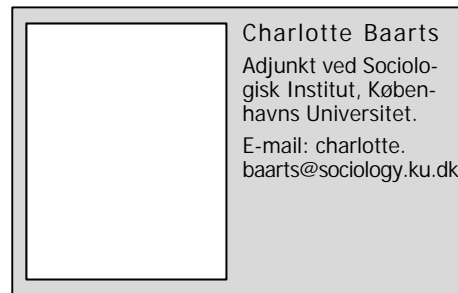 Charlotte Baarts
Adjunkt ved Sociolo-
gisk Institut, Køben-
havns Universitet.
E-mail: charlotte.
baarts@sociology.ku.dk